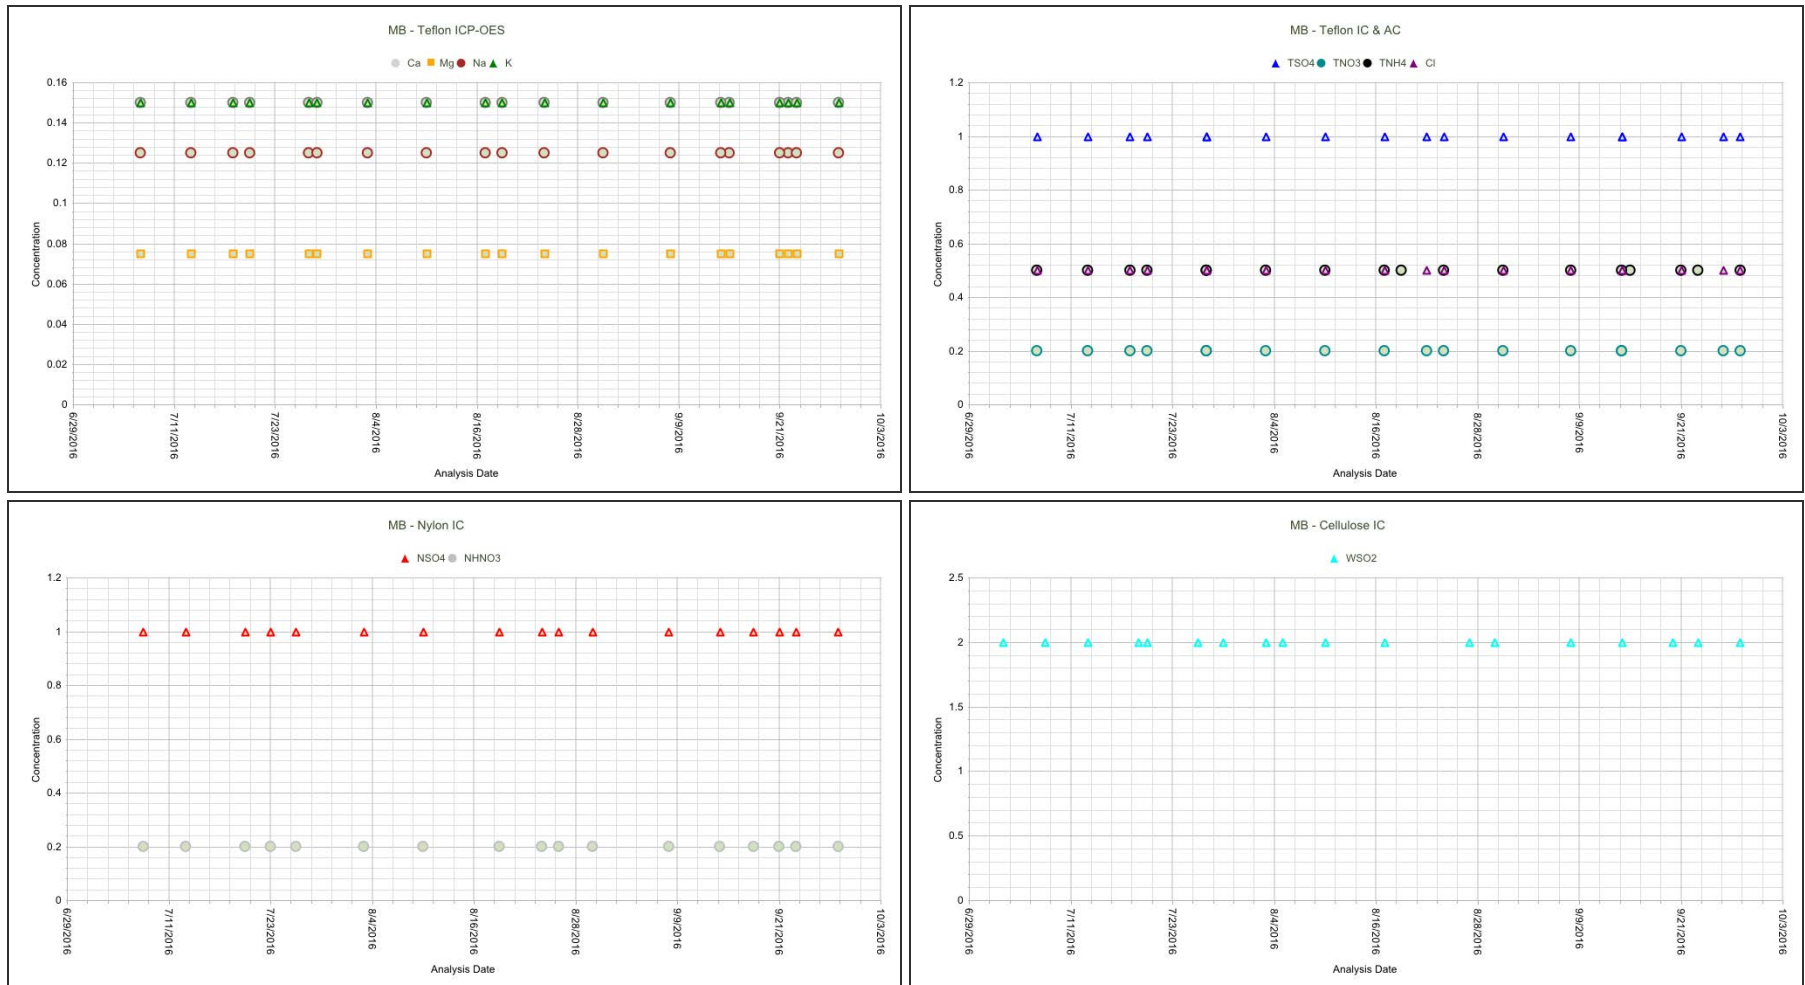 MB - Teflon ICP-OES
Ca Mg Na K
0.16
0.14
0.12
0.1
0.08
0.06
0.04
0.02
0
Concentration
6/29/2016 7/11/2016 7/23/2016 8/4/2016 8/16/2016 8/28/2016 9/9/2016 9/21/2016 10/3/2016
Analysis Date
MB - Teflon IC & AC
TSO4 TNO3 TNH4 Cl
1.2
1
0.8
0.6
0.4
0.2
0
Concentration
6/29/2016 7/11/2016 7/23/2016 8/4/2016 8/16/2016 8/28/2016 9/9/2016 9/21/2016 10/3/2016
Analysis Date
MB - Nylon IC
NSO4 NHNO3
1.2
1
0.8
0.6
0.4
0.2
0
Concentration
6/29/2016 7/11/2016 7/23/2016 8/4/2016 8/16/2016 8/28/2016 9/9/2016 9/21/2016 10/3/2016
Analysis Date
MB - Cellulose IC
WSO2
2.5
2
1.5
1
0.5
0
Concentration
6/29/2016 7/11/2016 7/23/2016 8/4/2016 8/16/2016 8/28/2016 9/9/2016 9/21/2016 10/3/2016
Analysis Date